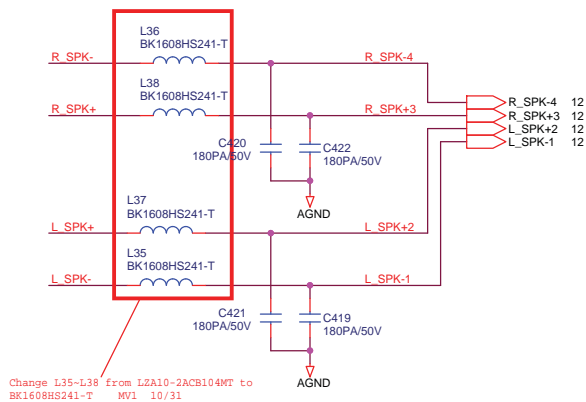 L36
BK1608HS241-T
R_SPK-
R_SPK-4
L38
BK1608HS241-T
R_SPK+
R_SPK+3
R_SPK-4 12
R_SPK+3 12
L_SPK+2 12
L_SPK-1 12
C420
180PA/50V
C422
180PA/50V
AGND
L37
BK1608HS241-T
L_SPK+
L_SPK+2
L35
BK1608HS241-T
L_SPK-
L_SPK-1
C421
180PA/50V
C419
180PA/50V
AGND
Change L35~L38 from LZA10-2ACB104MT to
BK1608HS241-T MV1 10/31